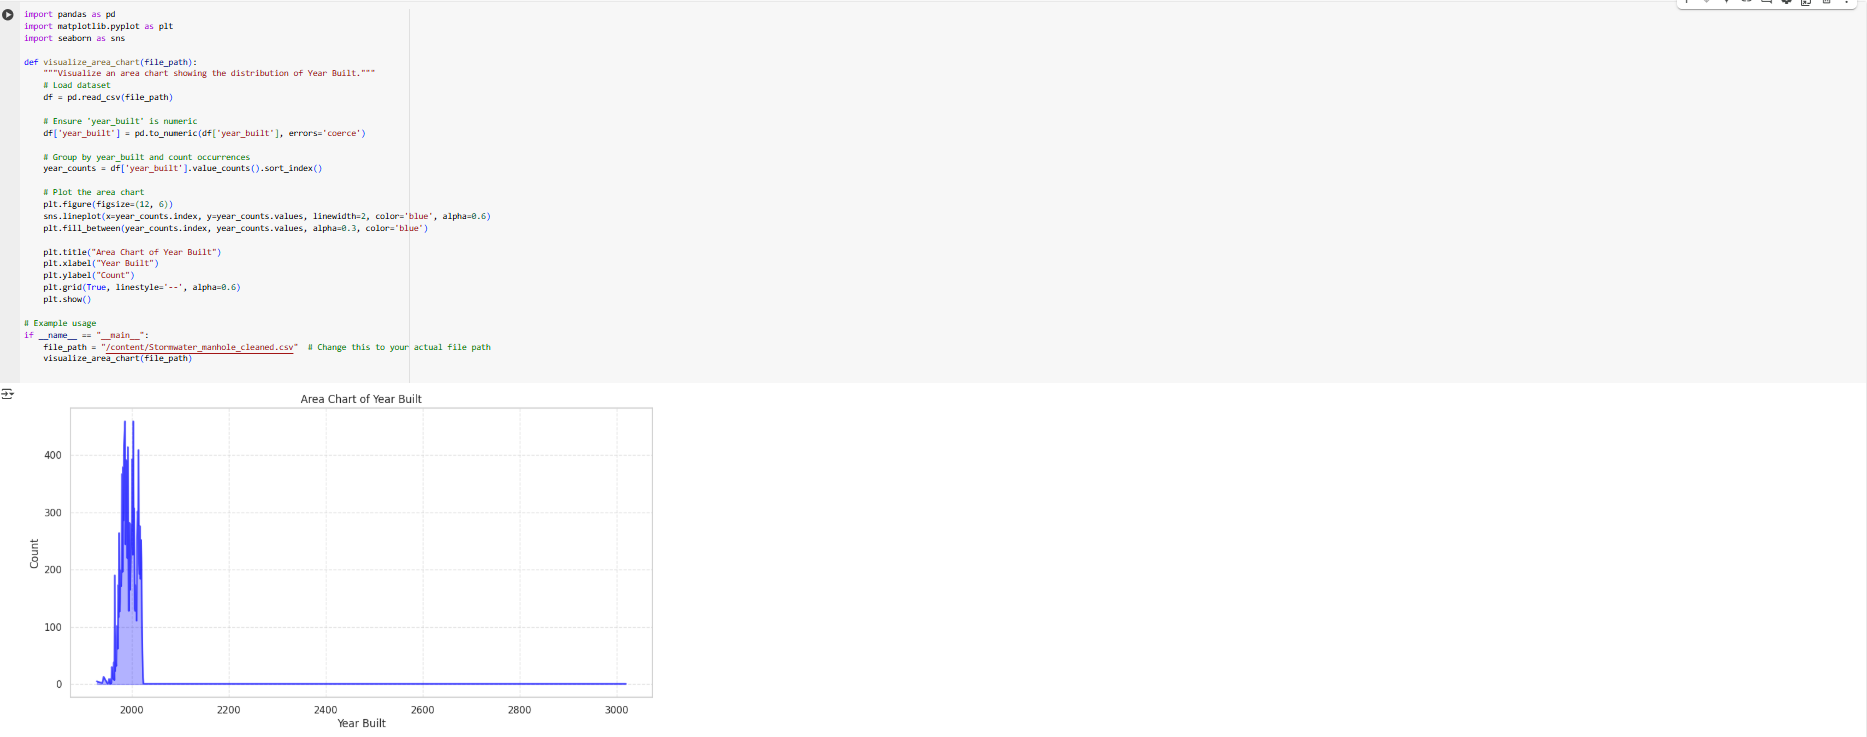 import pandas as pd
import matplotlib.pyplot as plt
import seaborn as sns
def visualize_area_chart(file_path):
"""Visualize an area chart showing the distribution of Year Built."""
# Load dataset
df = pd.read_csv(file_path)
# Ensure 'year_built' is numeric
df['year_built'] = pd.to_numeric(df['year_built'], errors='coerce')
# Group by year_built and count occurrences
year_counts = df['year_built'].value_counts().sort_index()
# Plot the area chart
plt.figure(figsize=(12, 6))
sns.lineplot(x=year_counts.index, y=year_counts.values, linewidth=2, color='blue', alpha=0.6)
plt.fill_between(year_counts.index, year_counts.values, alpha=0.3, color='blue')
plt.title("Area Chart of Year Built")
plt.xlabel("Year Built")
plt.ylabel("Count")
plt.grid(True, linestyle='--', alpha=0.6)
plt.show()
# Example usage
if __name__ == "__main__":
file_path = "/content/Stormwater_manhole_cleaned.csv"  # Change this to your actual file path
visualize_area_chart(file_path)
Area Chart of Year Built
400
300
200
100
0
Count
2000 2200 2400 2600 2800 3000
Year Built